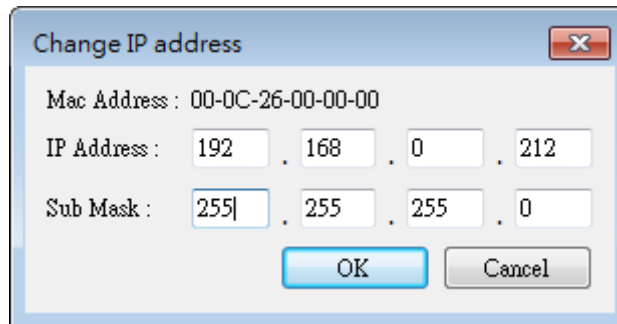 Change IP address
Mac Address : 00-0C-26-00-00-00
IP Address : 192 . 168 . 0 . 212
Sub Mask : 255 . 255 . 255 . 0
OK Cancel